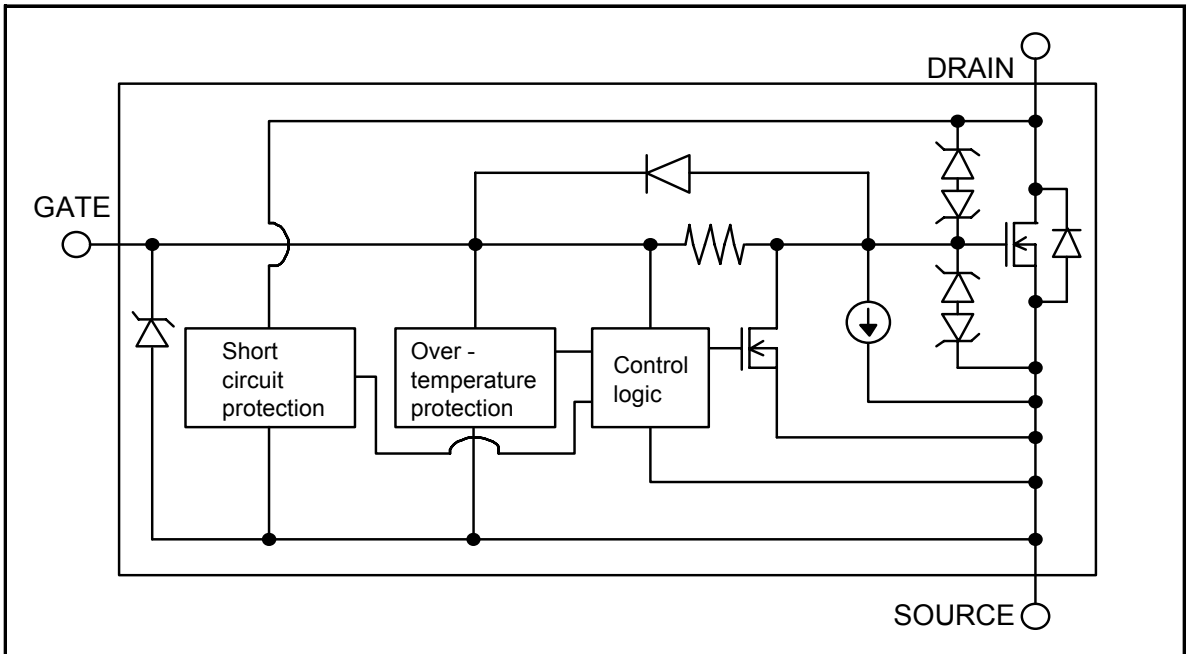 DRAIN
GATE
Short
circuit
protection
Over -
temperature
protection
Control
logic
SOURCE